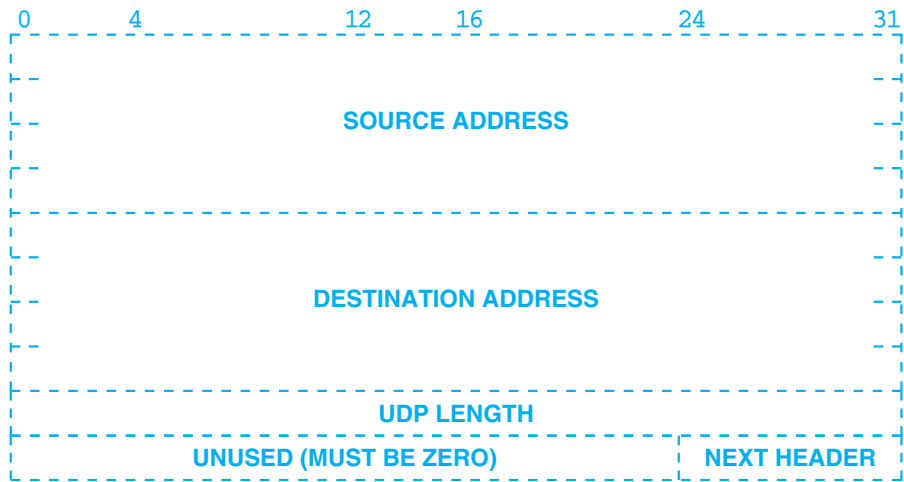 0 4 12 16 24 31
SOURCE ADDRESS
DESTINATION ADDRESS
UDP LENGTH
UNUSED (MUST BE ZERO) NEXT HEADER